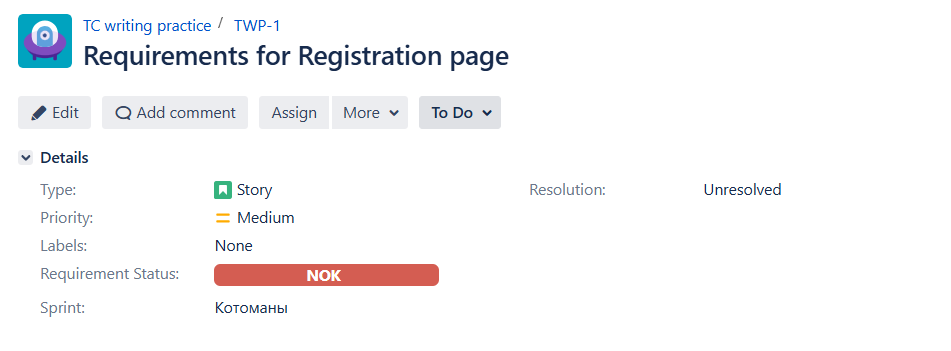 TC writing practice / TWP-1
Requirements for Registration page
Edit Add comment Assign More To Do
Details
Type: Story Resolution: Unresolved
Priority: Medium
Labels: None
Requirement Status: NOK
Sprint: Котоманы